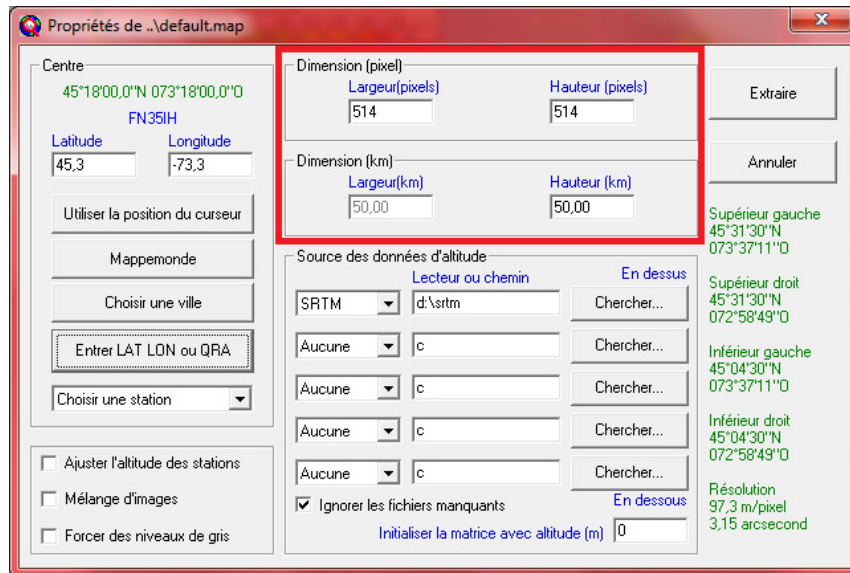 Propriétés de ..\default.map
Centre
45°18'00,0''N 073°18'00,0''O
FN35IH
Latitude Longitude
45,3 -73,3
Utiliser la position du curseur
Mappemonde
Choisir une ville
Entrer LAT LON ou QRA
Choisir une station
Ajuster l'altitude des stations
Mélange d'images
Forcer des niveaux de gris
Dimension (pixel)
Largeur(pixels) Hauteur (pixels)
514 514
Dimension (km)
Largeur(km) Hauteur (km)
50,00 50,00
Source des données d'altitude
Lecteur ou chemin En dessus
SRTM d:\srtm Chercher...
Aucune c Chercher...
Aucune c Chercher...
Aucune c Chercher...
Aucune c Chercher...
Ignorer les fichiers manquants En dessous
Initialiser la matrice avec altitude (m) 0
Extraire
Annuler
Supérieur gauche
45°31'30''N
073°37'11''O
Supérieur droit
45°31'30''N
072°58'49''O
Inférieur gauche
45°04'30''N
073°37'11''O
Inférieur droit
45°04'30''N
072°58'49''O
Résolution
97,3 m/pixel
3,15 arcsecond